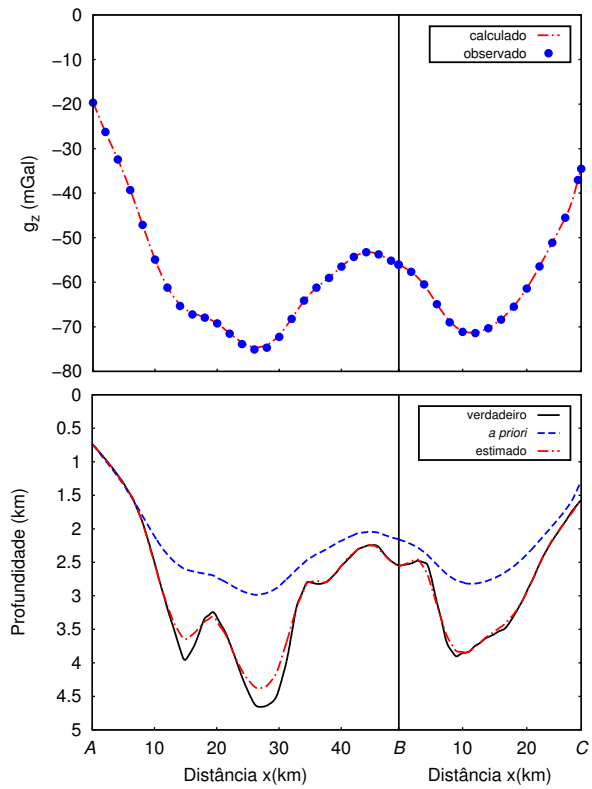 0
−10
−20
−30
−40
−50
−60
−70
−80
g_z (mGal)
calculado
observado
0
0.5
1
1.5
2
2.5
3
3.5
4
4.5
5
Profundidade (km)
verdadeiro
a priori
estimado
A 10 20 30 40 B 10 20 C
Distância x(km) Distância x(km)